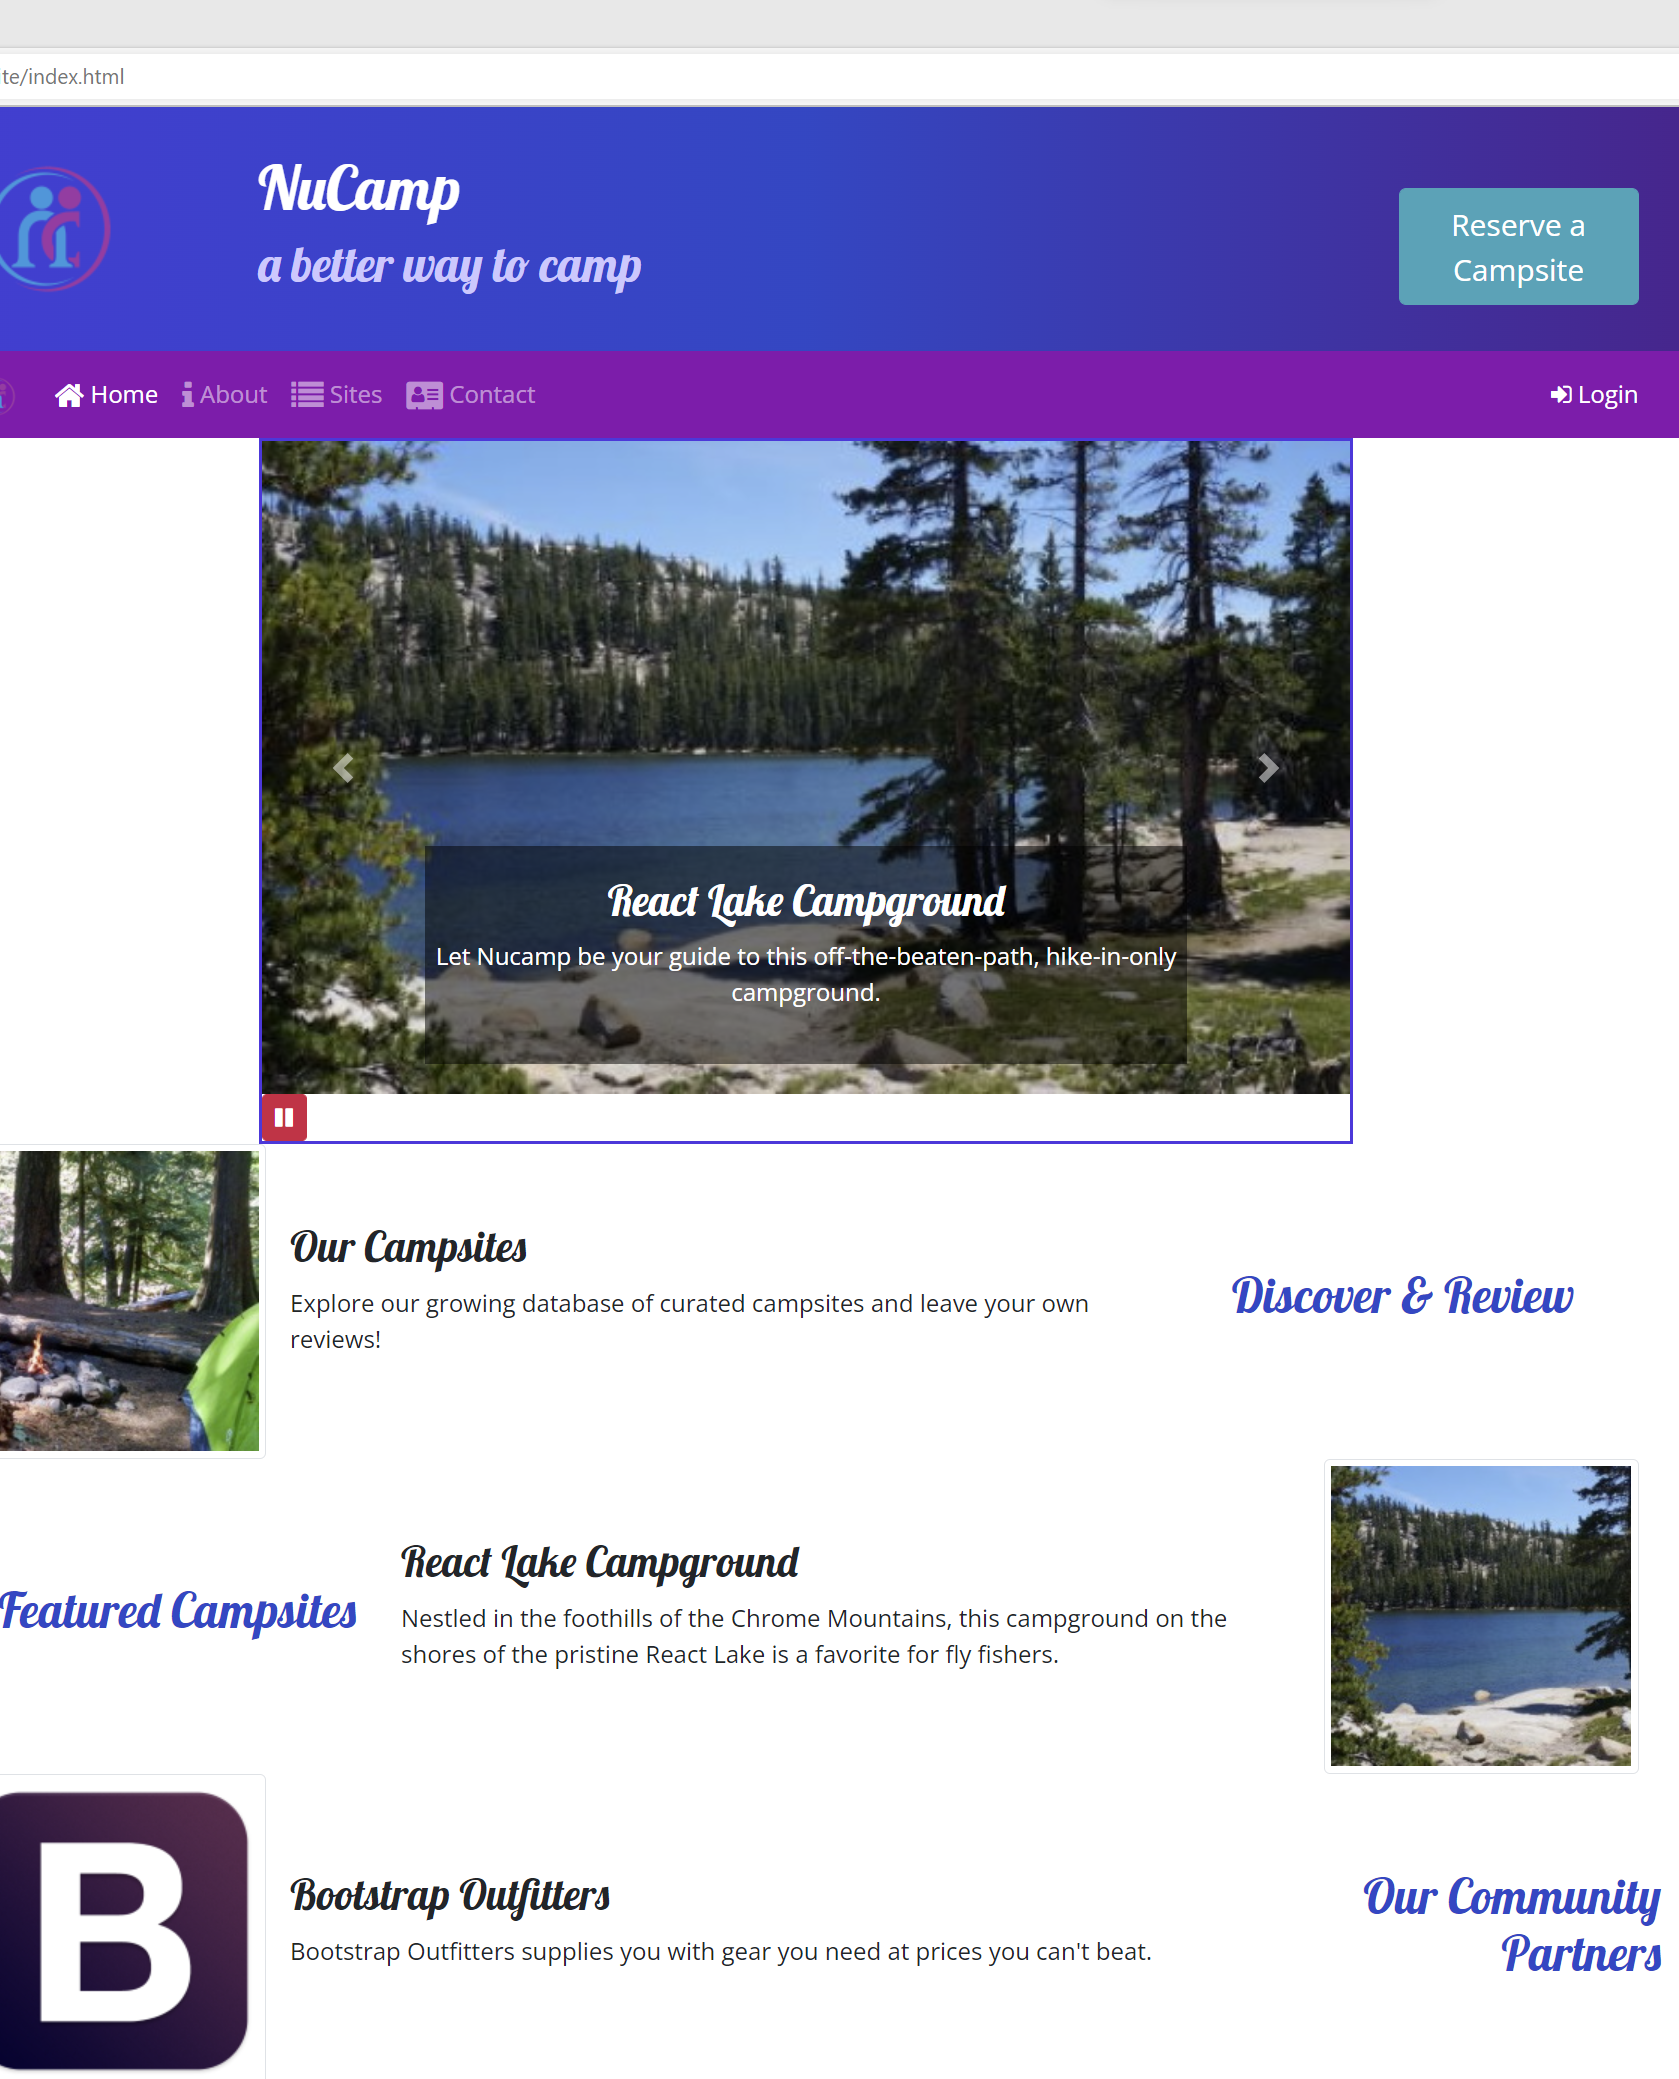 te/index.html
NuCamp
a better way to camp
Reserve a
Campsite
Home About Sites Contact Login
React Lake Campground
Let Nucamp be your guide to this off-the-beaten-path, hike-in-only
campground.
Our Campsites
Explore our growing database of curated campsites and leave your own
reviews!
Discover & Review
Featured Campsites
React Lake Campground
Nestled in the foothills of the Chrome Mountains, this campground on the
shores of the pristine React Lake is a favorite for fly fishers.
B
Bootstrap Outfitters
Bootstrap Outfitters supplies you with gear you need at prices you can't beat.
Our Community
Partners